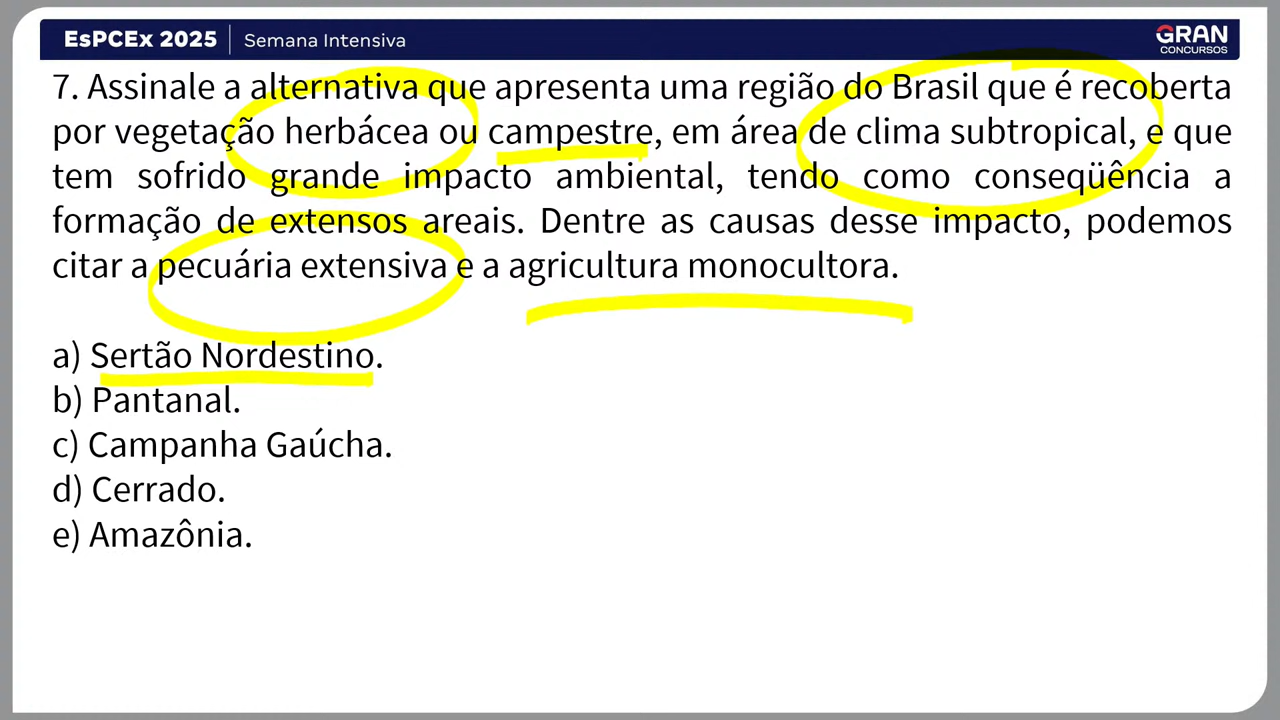 EsPCEx 2025 | Semana Intensiva
GRAN
CONCURSOS
7. Assinale a alternativa que apresenta uma região do Brasil que é recoberta
por vegetação herbácea ou campestre, em área de clima subtropical, e que
tem sofrido grande impacto ambiental, tendo como conseqüência a
formação de extensos areais. Dentre as causas desse impacto, podemos
citar a pecuária extensiva e a agricultura monocultora.
a) Sertão Nordestino.
b) Pantanal.
c) Campanha Gaúcha.
d) Cerrado.
e) Amazônia.